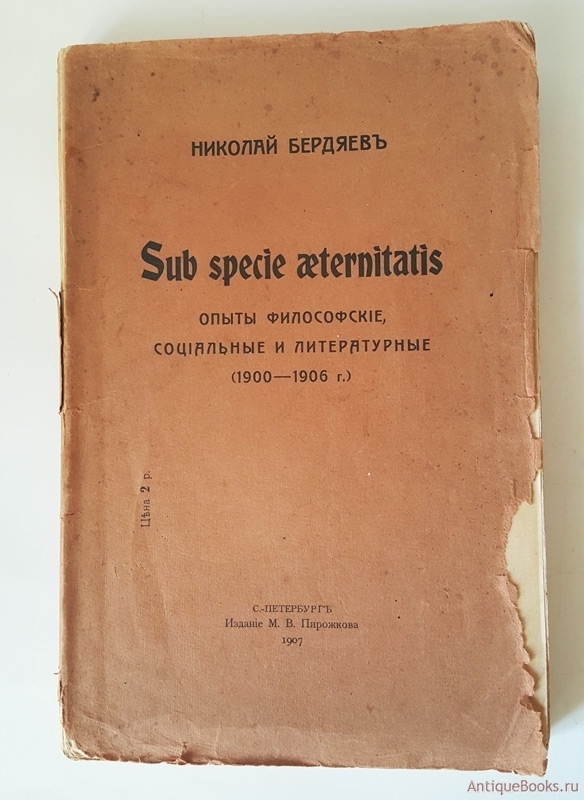 НИКОЛАЙ БЕРДЯЕВЪ
Sub specie æternitatis
ОПЫТЫ ФИЛОСОФСКІЕ,
СОЦІАЛЬНЫЕ И ЛИТЕРАТУРНЫЕ
(1900—1906 г.)
Цѣна 2 р.
С.-ПЕТЕРБУРГЪ
Изданіе М. В. Пирожкова
1907
AntiqueBooks.ru